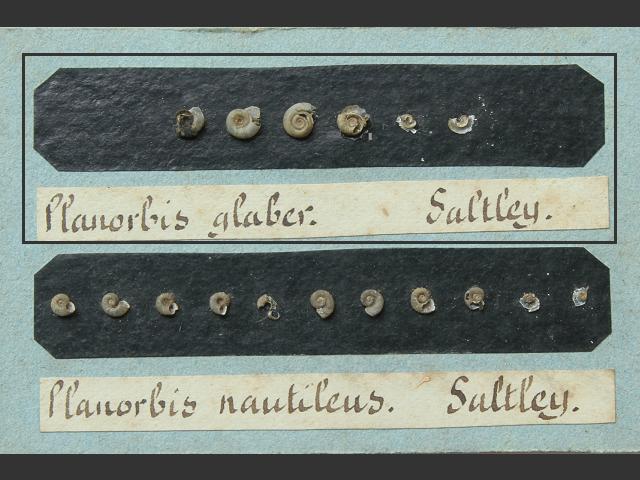 Planorbis glaber. Saltley.
Planorbis nautileus. Saltley.